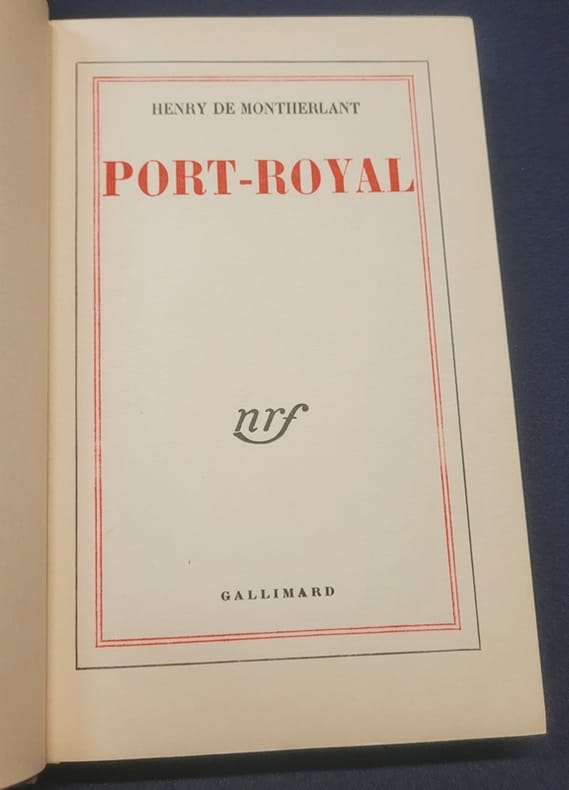 HENRY DE MONTHERLANT
PORT-ROYAL
nrf
GALLIMARD